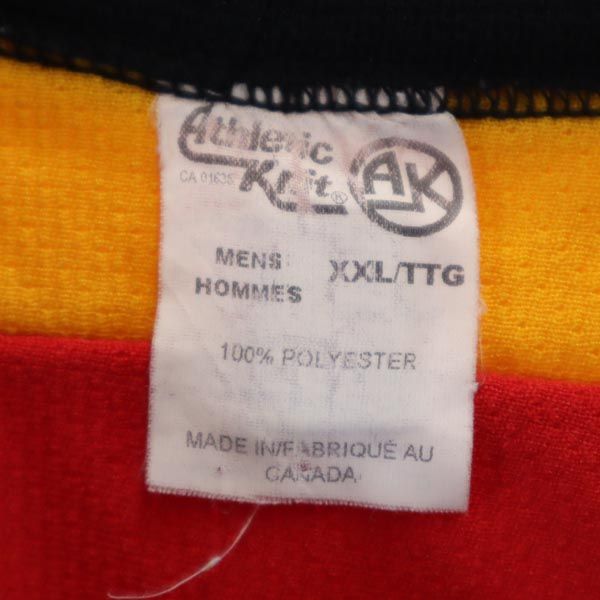 Athletic
Knit®
AK
CA 01635
MENS XXL/TTG
HOMMES
100% POLYESTER
MADE IN/FABRIQUÉ AU
CANADA